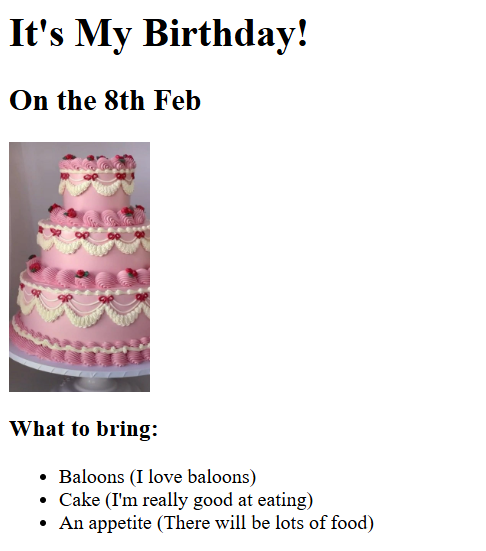 It's My Birthday!
On the 8th Feb
What to bring:
• Baloons (I love baloons)
• Cake (I'm really good at eating)
• An appetite (There will be lots of food)